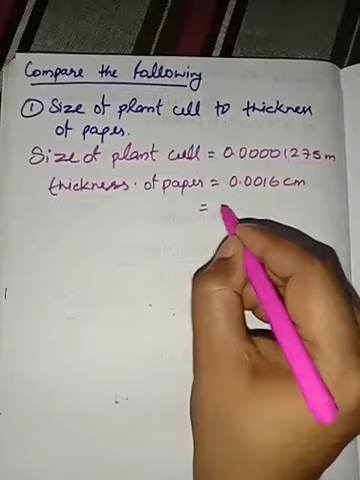 Compare the following
① Size of plant cell to thickness
of paper.
Size of plant cell = 0.00001275m
thickness of paper = 0.0016 cm
=